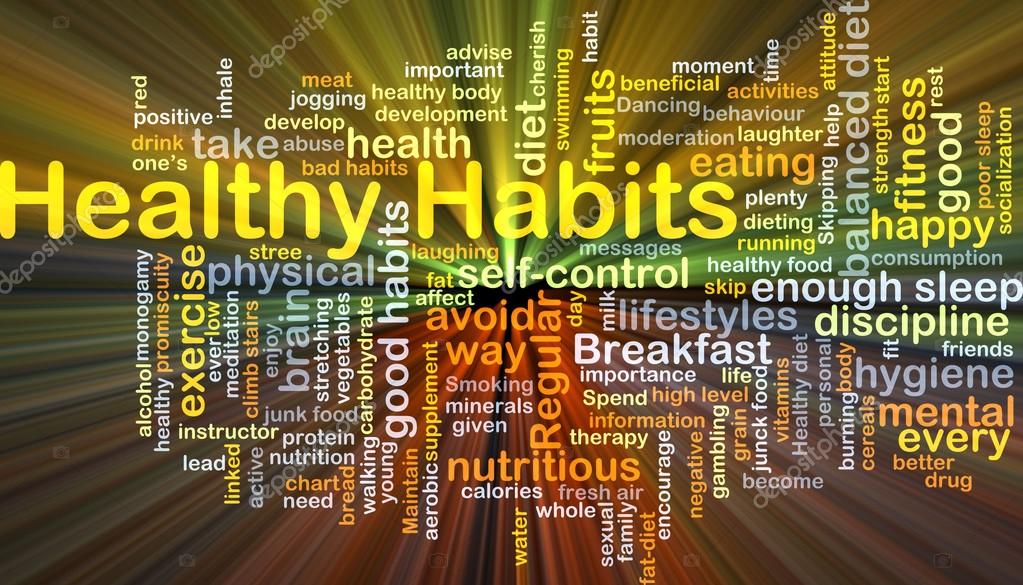 advise
important
meat
jogging
healthy body
development
red
inhale
positive
develop
drink
take
abuse
health
one's
bad habits
diet
cherish
swimming
habit
fruits
moment
time
beneficial
activities
Dancing
behaviour
moderation
laughter
eating
attitude
help
Skipping
balanced diet
start
strength
fitness
rest
good
poor sleep
socialization
Healthy Habits
plenty
dieting
running
happy
stree
laughing
messages
physical
good habits
fat
self-control
healthy food
consumption
skip
enough sleep
affect
alcohol
monogamy
healthy
promiscuity
exercise
everlow
meditation
climb stairs
enjoy
brain
stretching
vegetables
carbohydrate
avoid
way
Regular
day
milk
lifestyles
discipline
Breakfast
fit
friends
importance
life
hygiene
Smoking
minerals
given
supplement
Spend
high level
information
therapy
junk food
instructor
protein
nutrition
lead
linked
active
chart
need
bread
walking
young
Maintain
aerobic
nutritious
calories
fresh air
whole
water
sexual
family
fat-diet
encourage
negative
gambling
grain
junck food
vitamins
Healthy diet
personal
body
burning
cereals
mental
every
better
drug
become
depositphotos
depositphotos
depositphotos
depositphotos